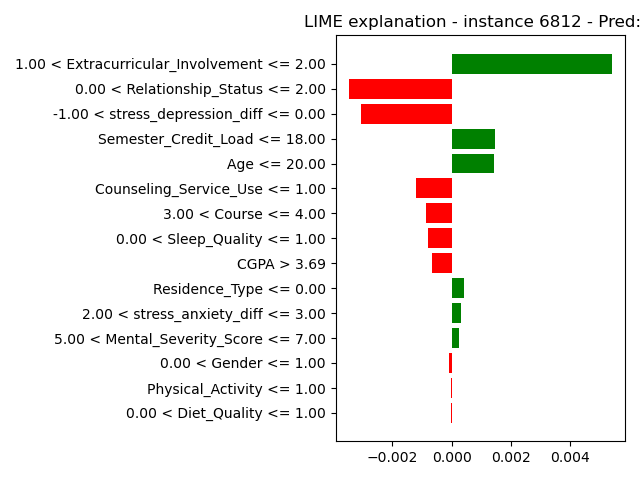 LIME explanation - instance 6812 - Pred:
1.00 < Extracurricular_Involvement <= 2.00
0.00 < Relationship_Status <= 2.00
-1.00 < stress_depression_diff <= 0.00
Semester_Credit_Load <= 18.00
Age <= 20.00
Counseling_Service_Use <= 1.00
3.00 < Course <= 4.00
0.00 < Sleep_Quality <= 1.00
CGPA > 3.69
Residence_Type <= 0.00
2.00 < stress_anxiety_diff <= 3.00
5.00 < Mental_Severity_Score <= 7.00
0.00 < Gender <= 1.00
Physical_Activity <= 1.00
0.00 < Diet_Quality <= 1.00
−0.002 0.000 0.002 0.004